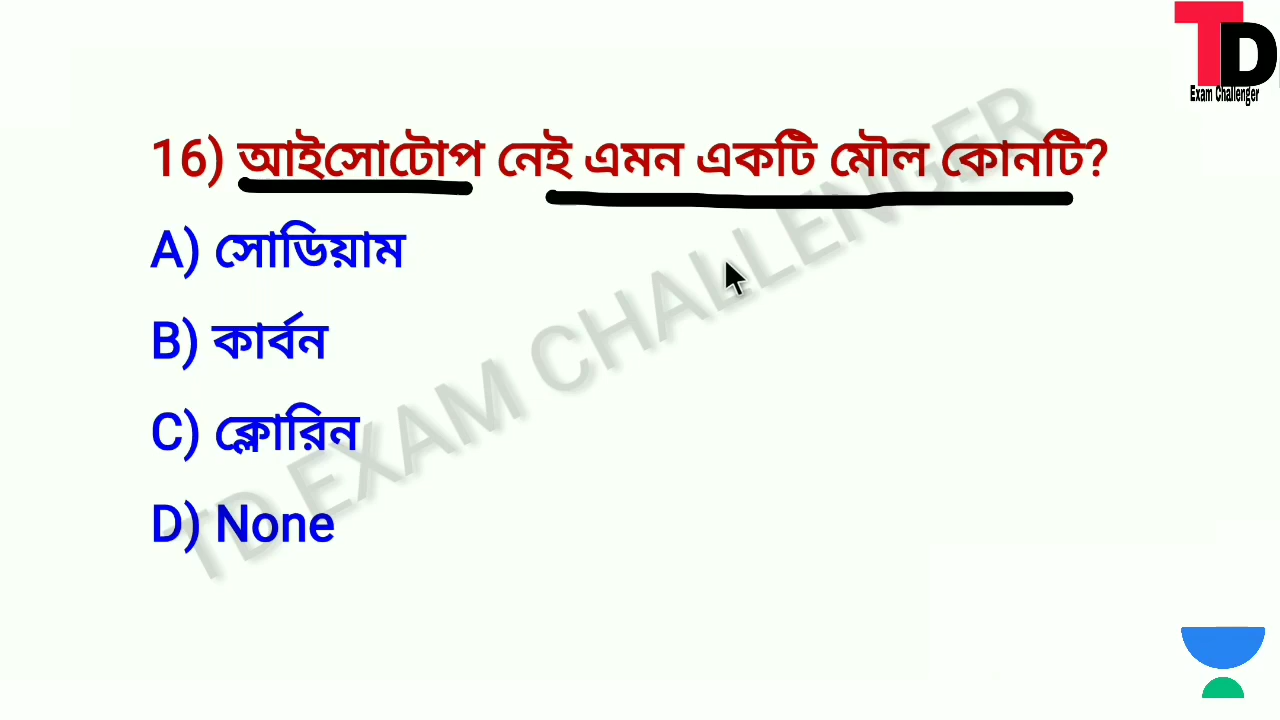 TD
Exam Challenger
16) আইসোটোপ নেই এমন একটি মৌল কোনটি?
A) সোডিয়াম
B) কার্বন
C) ক্লোরিন
D) None
TD EXAM CHALLENGER